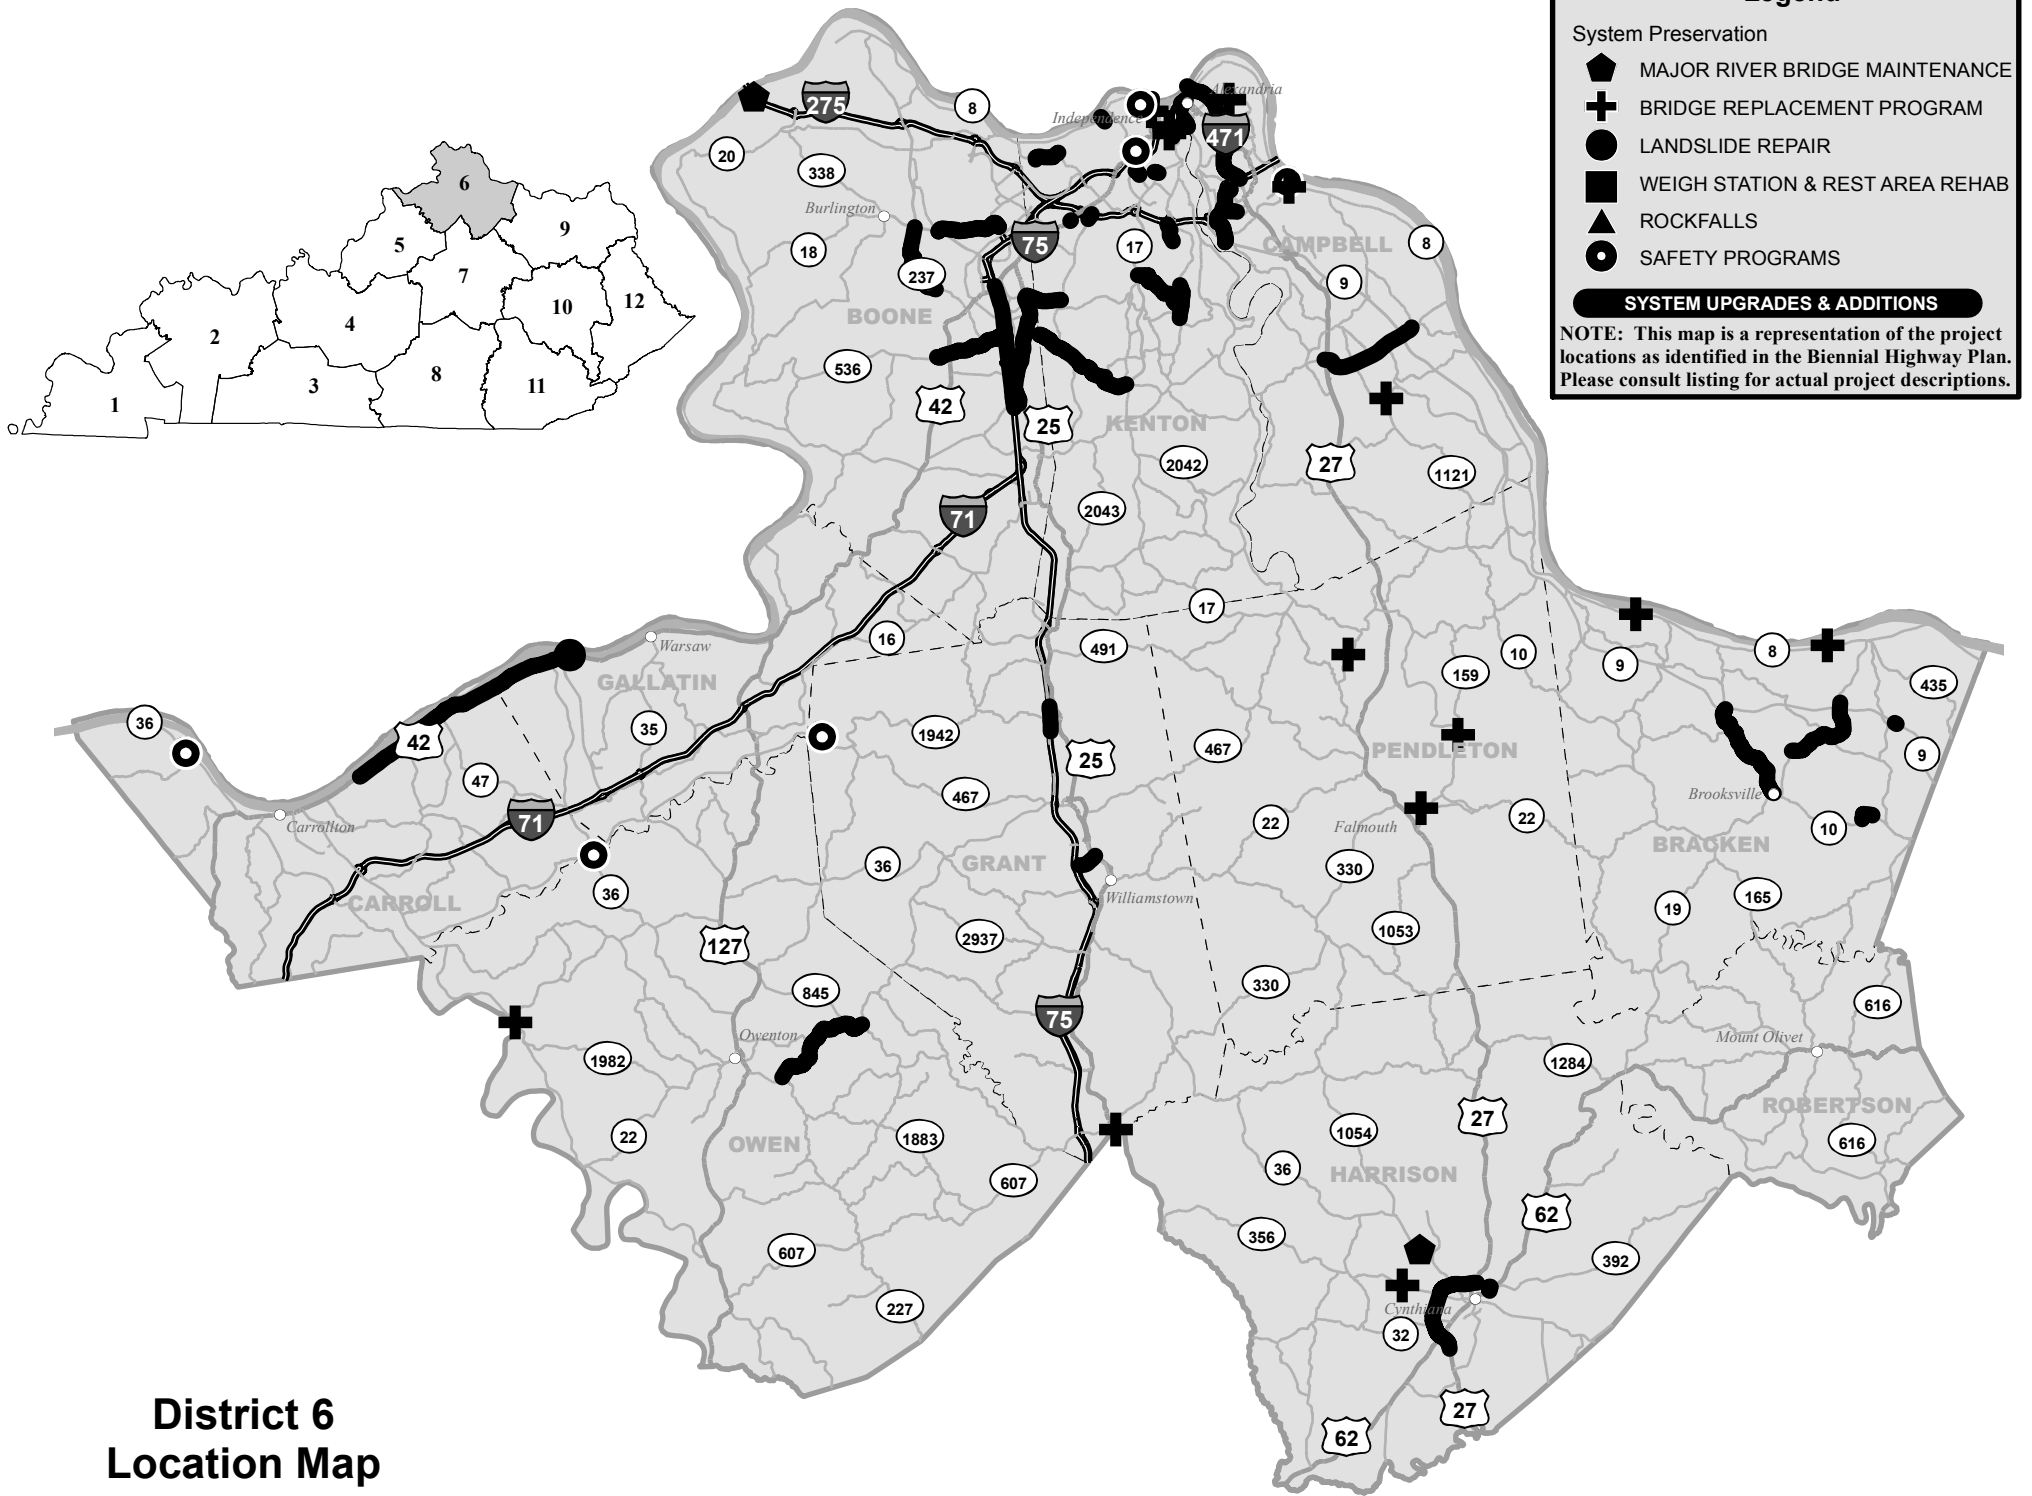 Legend
System Preservation
MAJOR RIVER BRIDGE MAINTENANCE
BRIDGE REPLACEMENT PROGRAM
LANDSLIDE REPAIR
WEIGH STATION & REST AREA REHAB
ROCKFALLS
SAFETY PROGRAMS
SYSTEM UPGRADES & ADDITIONS
NOTE: This map is a representation of the project
locations as identified in the Biennial Highway Plan.
Please consult listing for actual project descriptions.
6
9
5
7
12
10
2
4
8
3
11
1
275
8
Alexandria
Independence
471
20
338
Burlington
18
237
75
17
CAMPBELL
8
9
BOONE
536
42
25
KENTON
2042
27
1121
71
2043
17
16
491
Warsaw
GALLATIN
159
10
9
8
435
36
42
35
1942
25
467
PENDLETON
9
47
467
Brooksville
71
Carrollton
22
Falmouth
22
10
BRACKEN
36
GRANT
330
36
CARROLL
Williamstown
19
165
127
2937
1053
845
330
616
75
Owenton
Mount Olivet
1982
1284
ROBERTSON
27
22
OWEN
1883
1054
616
36
HARRISON
607
62
607
356
392
227
Cynthiana
32
27
62
District 6
Location Map